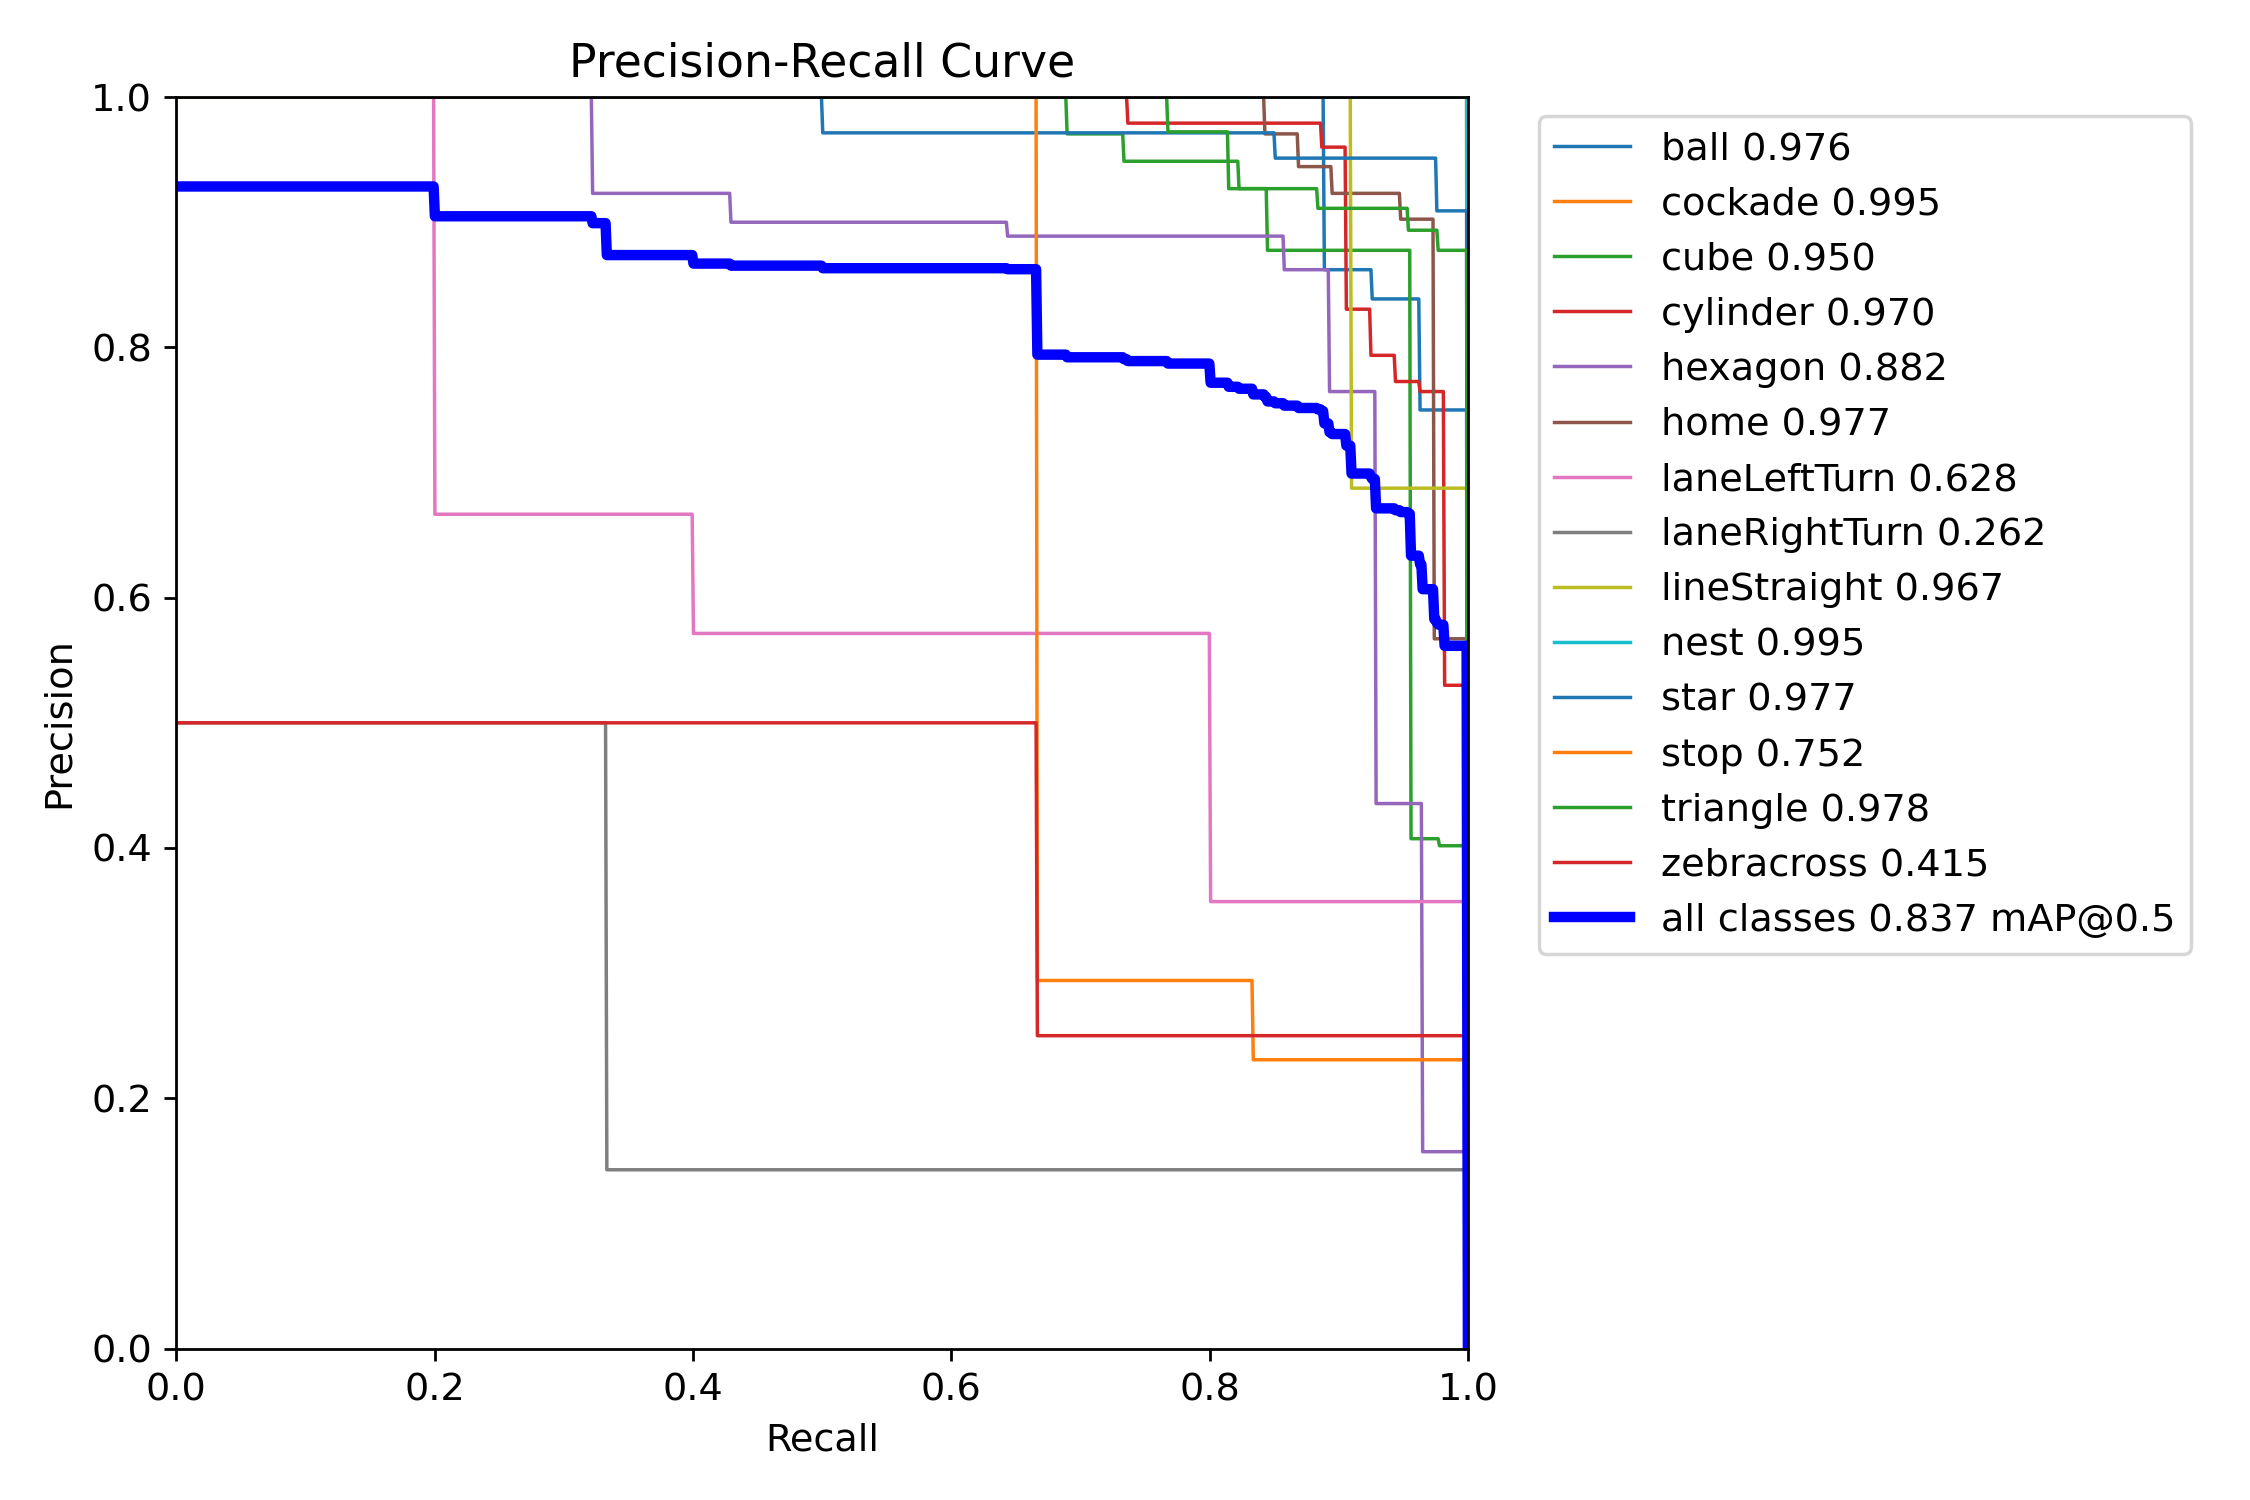 Precision-Recall Curve
1.0
0.8
0.6
0.4
0.2
0.0
Precision
0.0 0.2 0.4 0.6 0.8 1.0
Recall
ball 0.976
cockade 0.995
cube 0.950
cylinder 0.970
hexagon 0.882
home 0.977
laneLeftTurn 0.628
laneRightTurn 0.262
lineStraight 0.967
nest 0.995
star 0.977
stop 0.752
triangle 0.978
zebracross 0.415
all classes 0.837 mAP@0.5